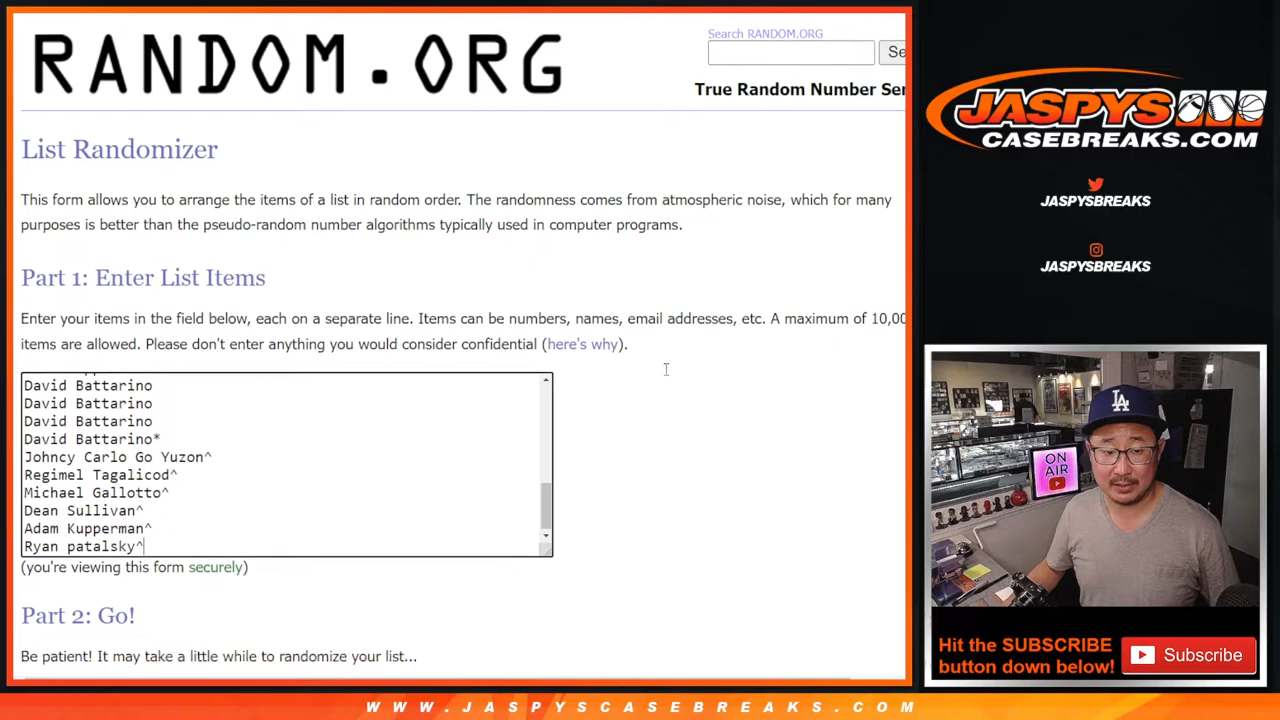 RANDOM.ORG
Search RANDOM.ORG
Se
True Random Number Ser
List Randomizer
This form allows you to arrange the items of a list in random order. The randomness comes from atmospheric noise, which for many
purposes is better than the pseudo-random number algorithms typically used in computer programs.
Part 1: Enter List Items
Enter your items in the field below, each on a separate line. Items can be numbers, names, email addresses, etc. A maximum of 10,00
items are allowed. Please don't enter anything you would consider confidential (here's why).
David Battarino
David Battarino
David Battarino
David Battarino*
Johncy Carlo Go Yuzon^
Regimel Tagalicod^
Michael Gallotto^
Dean Sullivan^
Adam Kupperman^
Ryan patalsky^
(you're viewing this form securely)
Part 2: Go!
Be patient! It may take a little while to randomize your list...
JASPYS
CASEBREAKS.COM
JASPYSBREAKS
JASPYSBREAKS
LA
ON
AIR
Hit the SUBSCRIBE
button down below!
Subscribe
WWW.JASPYSCASEBREAKS.COM